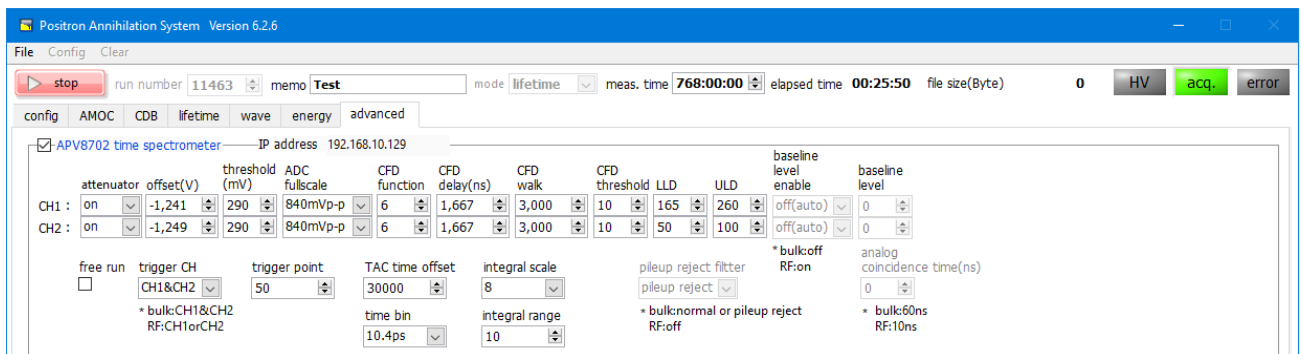 Positron Annihilation System Version 6.2.6
File Config Clear
stop run number 11463 memo Test mode lifetime meas. time 768:00:00 elapsed time 00:25:50 file size(Byte) 0 HV acq. error
config AMOC CDB lifetime wave energy advanced
APV8702 time spectrometer IP address 192.168.10.129
attenuator offset(V) threshold (mV) ADC fullscale CFD function CFD delay(ns) CFD walk CFD threshold LLD ULD baseline level enable baseline level
CH1 : on -1,241 290 840mVp-p 6 1,667 3,000 10 165 260 off(auto) 0
CH2 : on -1,249 290 840mVp-p 6 1,667 3,000 10 50 100 off(auto) 0
* bulk:off
RF:on
free run trigger CH trigger point TAC time offset integral scale pileup reject filtter analog coincidence time(ns)
CH1&CH2 50 30000 8 pileup reject 0
* bulk:CH1&CH2
RF:CH1orCH2
* bulk:normal or pileup reject
RF:off
* bulk:60ns
RF:10ns
time bin integral range
10.4ps 10